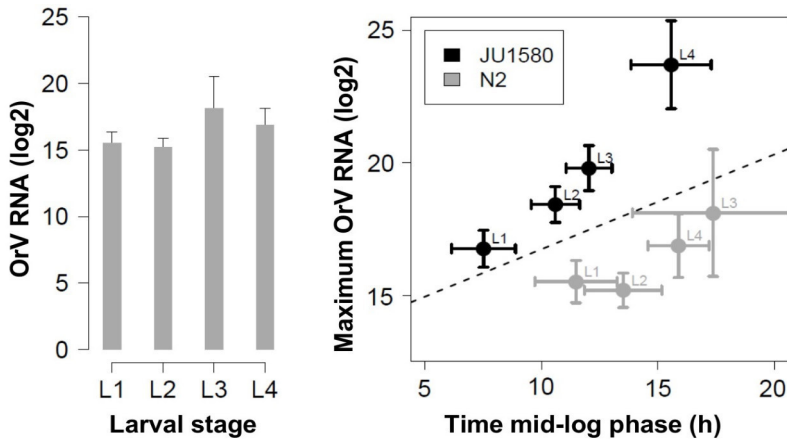 OrV RNA (log2)
25
20
15
10
5
0
L1 L2 L3 L4
Larval stage
Maximum OrV RNA (log2)
25
20
15
JU1580
N2
L4
L3
L2
L1
L3
L4
L1
L2
5 10 15 20
Time mid-log phase (h)